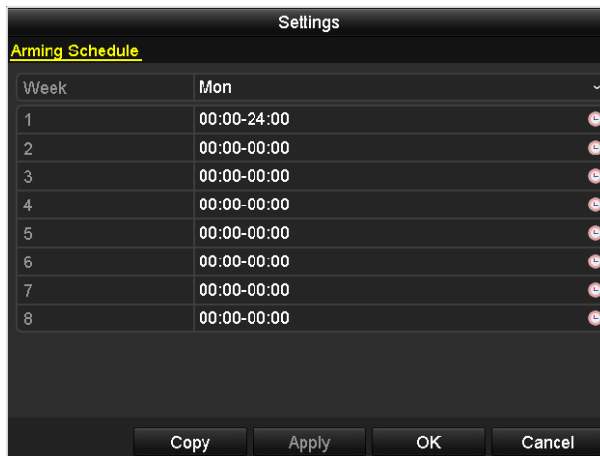 Settings
Arming Schedule
Week Mon
1 00:00-24:00
2 00:00-00:00
3 00:00-00:00
4 00:00-00:00
5 00:00-00:00
6 00:00-00:00
7 00:00-00:00
8 00:00-00:00
Copy Apply OK Cancel